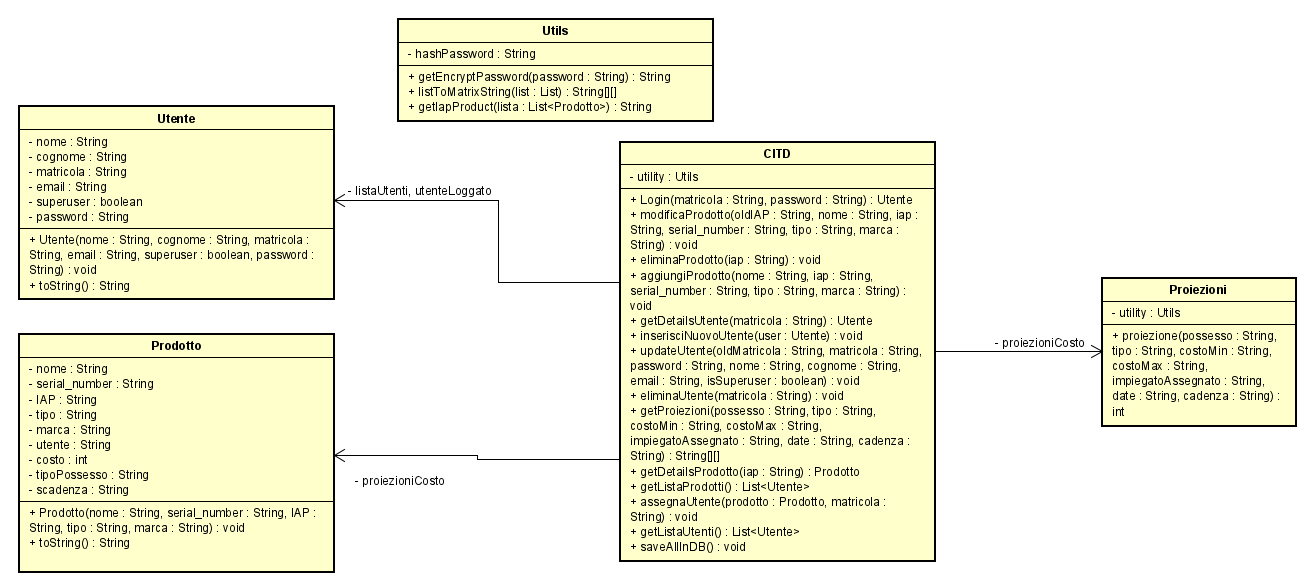 Utils
- hashPassword : String
+ getEncryptPassword(password : String) : String
+ listToMatrixString(list : List) : String[][]
+ getIapProduct(lista : List<Prodotto>) : String
Utente
- nome : String
- cognome : String
- matricola : String
- email : String
- superuser : boolean
- password : String
+ Utente(nome : String, cognome : String, matricola :
String, email : String, superuser : boolean, password :
String) : void
+ toString() : String
- listaUtenti, utenteLoggato
Prodotto
- nome : String
- serial_number : String
- IAP : String
- tipo : String
- marca : String
- utente : String
- costo : int
- tipoPossesso : String
- scadenza : String
+ Prodotto(nome : String, serial_number : String, IAP :
String, tipo : String, marca : String) : void
+ toString() : String
- proiezioniCosto
CITD
- utility : Utils
+ Login(matricola : String, password : String) : Utente
+ modificaProdotto(oldIAP : String, nome : String, iap :
String, serial_number : String, tipo : String, marca :
String) : void
+ eliminaProdotto(iap : String) : void
+ aggiungiProdotto(nome : String, iap : String,
serial_number : String, tipo : String, marca : String) :
void
+ getDetailsUtente(matricola : String) : Utente
+ inserisciNuovoUtente(user : Utente) : void
+ updateUtente(oldMatricola : String, matricola : String,
password : String, nome : String, cognome : String,
email : String, isSuperuser : boolean) : void
+ eliminaUtente(matricola : String) : void
+ getProiezioni(possesso : String, tipo : String,
costoMin : String, costoMax : String,
impiegatoAssegnato : String, date : String, cadenza :
String) : String[][]
+ getDetailsProdotto(iap : String) : Prodotto
+ getListaProdotti() : List<Utente>
+ assegnaUtente(prodotto : Prodotto, matricola :
String) : void
+ getListaUtenti() : List<Utente>
+ saveAllInDB() : void
- proiezioniCosto
Proiezioni
- utility : Utils
+ proiezione(possesso : String,
tipo : String, costoMin : String,
costoMax : String,
impiegatoAssegnato : String,
date : String, cadenza : String) :
int